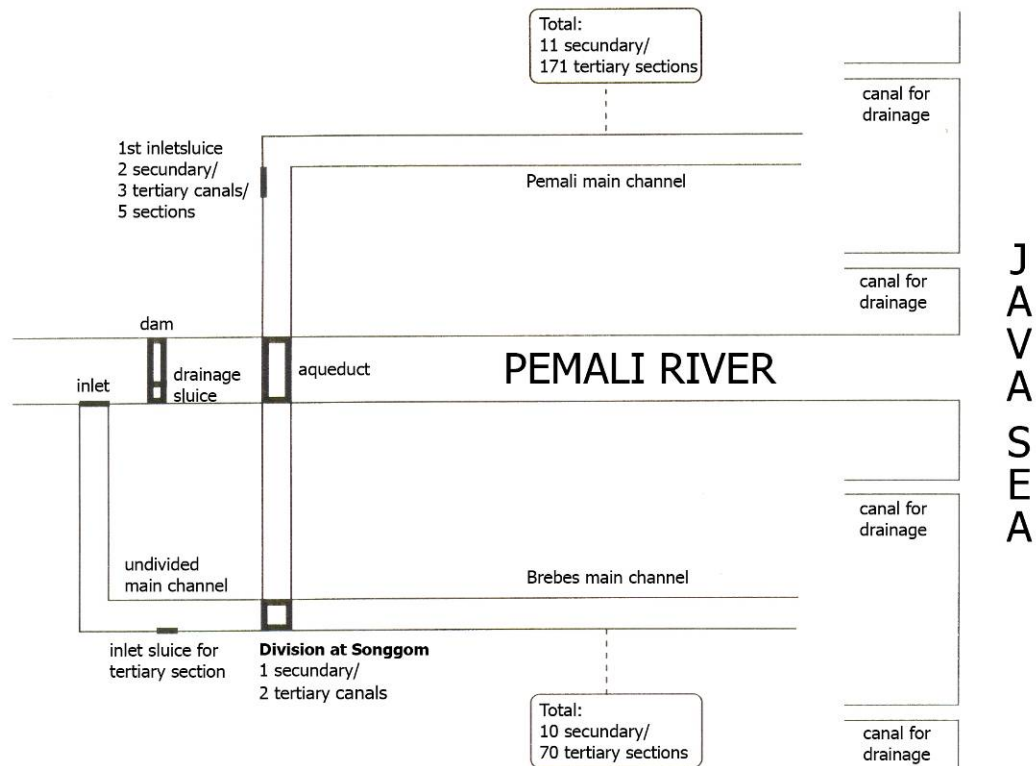 Total:
11 secundary/
171 tertiary sections
canal for
drainage
1st inletsluice
2 secundary/
3 tertiary canals/
5 sections
Pemali main channel
canal for
drainage
dam
drainage
sluice
inlet
aqueduct
PEMALI RIVER
JAVA SEA
canal for
drainage
undivided
main channel
Brebes main channel
inlet sluice for
tertiary section
Division at Songgom
1 secundary/
2 tertiary canals
Total:
10 secundary/
70 tertiary sections
canal for
drainage